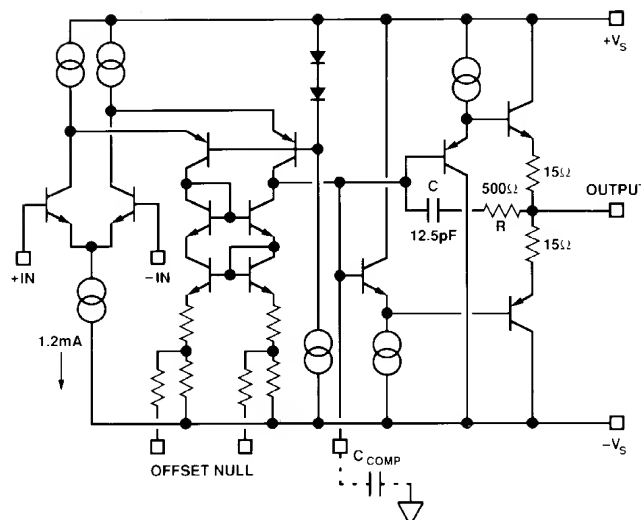 +V_S
C
500Ω
15Ω
OUTPUT
R
12.5pF
15Ω
+IN
−IN
1.2mA
OFFSET NULL
C_COMP
−V_S